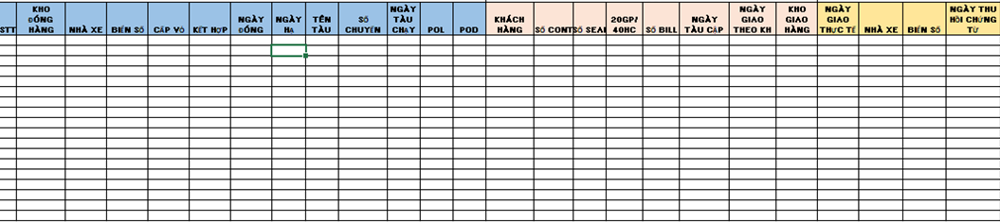 STT
KHO
ĐÓNG
HÀNG
NHÀ XE
BIỂN SỐ
CẤP VỎ
KẾT HỢP
NGÀY
ĐÓNG
NGÀY
HẠ
TÊN
TÀU
SỐ
CHUYẾN
NGÀY
TÀU
CHẠY
POL
POD
KHÁCH
HÀNG
SỐ CONT
SỐ SEAL
20GP/
40HC
SỐ BILL
NGÀY
TÀU CẬP
NGÀY
GIAO
THEO KH
KHO
GIAO
HÀNG
NGÀY
GIAO
THỰC TẾ
NHÀ XE
BIỂN SỐ
NGÀY THU
HỒI CHỨNG
TỪ